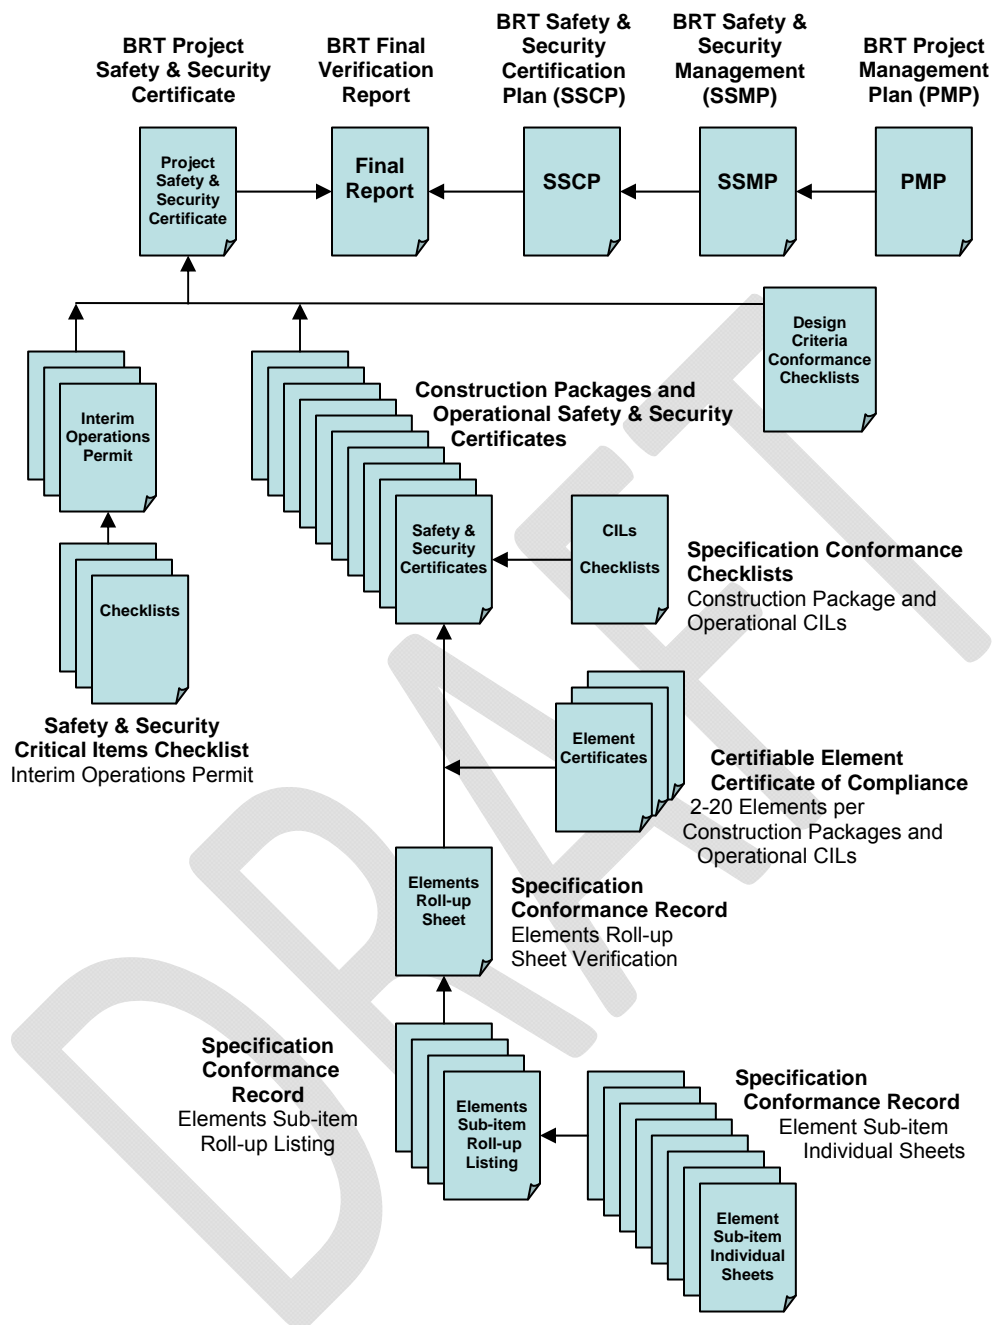 BRT Project
Safety & Security
Certificate
BRT Final
Verification
Report
BRT Safety &
Security
Certification
Plan (SSCP)
BRT Safety &
Security
Management
(SSMP)
BRT Project
Management
Plan (PMP)
Project
Safety &
Security
Certificate
Final
Report
SSCP
SSMP
PMP
Design
Criteria
Conformance
Checklists
Interim
Operations
Permit
Construction Packages and
Operational Safety & Security
Certificates
Safety &
Security
Certificates
CILs
Checklists
Specification Conformance
Checklists
Construction Package and
Operational CILs
Checklists
Safety & Security
Critical Items Checklist
Interim Operations Permit
Element
Certificates
Certifiable Element
Certificate of Compliance
2-20 Elements per
Construction Packages and
Operational CILs
Elements
Roll-up
Sheet
Specification
Conformance Record
Elements Roll-up
Sheet Verification
Specification
Conformance
Record
Elements Sub-item
Roll-up Listing
Elements
Sub-item
Roll-up
Listing
Specification
Conformance Record
Element Sub-item
Individual Sheets
Element
Sub-item
Individual
Sheets
DRAFT